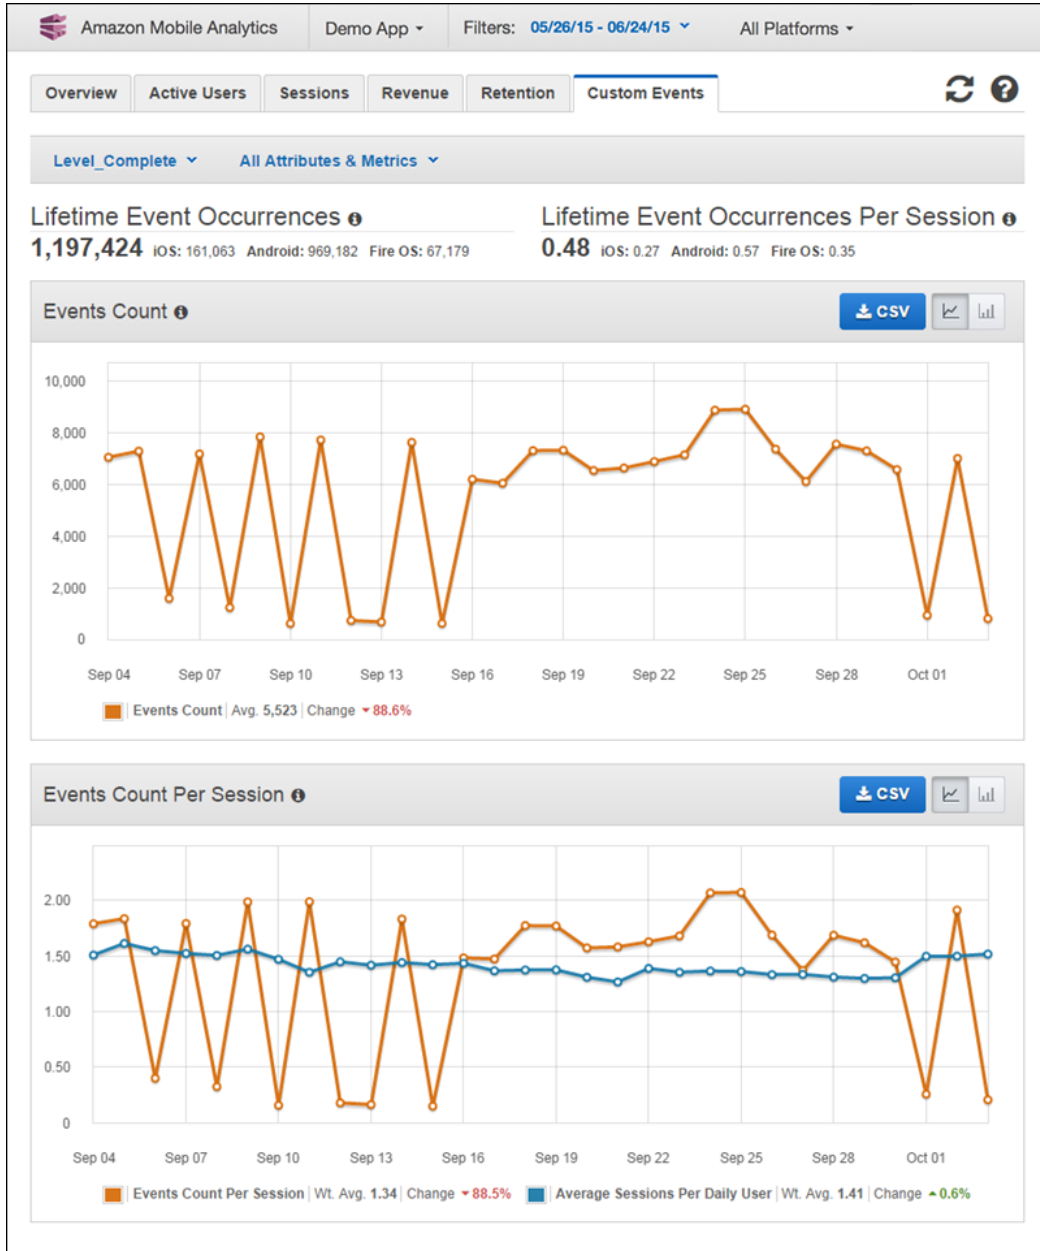 Amazon Mobile Analytics Demo App Filters: 05/26/15 - 06/24/15 All Platforms
Overview Active Users Sessions Revenue Retention Custom Events
Level_Complete All Attributes & Metrics
Lifetime Event Occurrences
1,197,424 iOS: 161,063 Android: 969,182 Fire OS: 67,179
Lifetime Event Occurrences Per Session
0.48 iOS: 0.27 Android: 0.57 Fire OS: 0.35
Events Count CSV
10,000
8,000
6,000
4,000
2,000
0
Sep 04 Sep 07 Sep 10 Sep 13 Sep 16 Sep 19 Sep 22 Sep 25 Sep 28 Oct 01
Events Count Avg. 5,523 Change 88.6%
Events Count Per Session CSV
2.00
1.50
1.00
0.50
0
Sep 04 Sep 07 Sep 10 Sep 13 Sep 16 Sep 19 Sep 22 Sep 25 Sep 28 Oct 01
Events Count Per Session Wt. Avg. 1.34 Change 88.5% Average Sessions Per Daily User Wt. Avg. 1.41 Change 0.6%